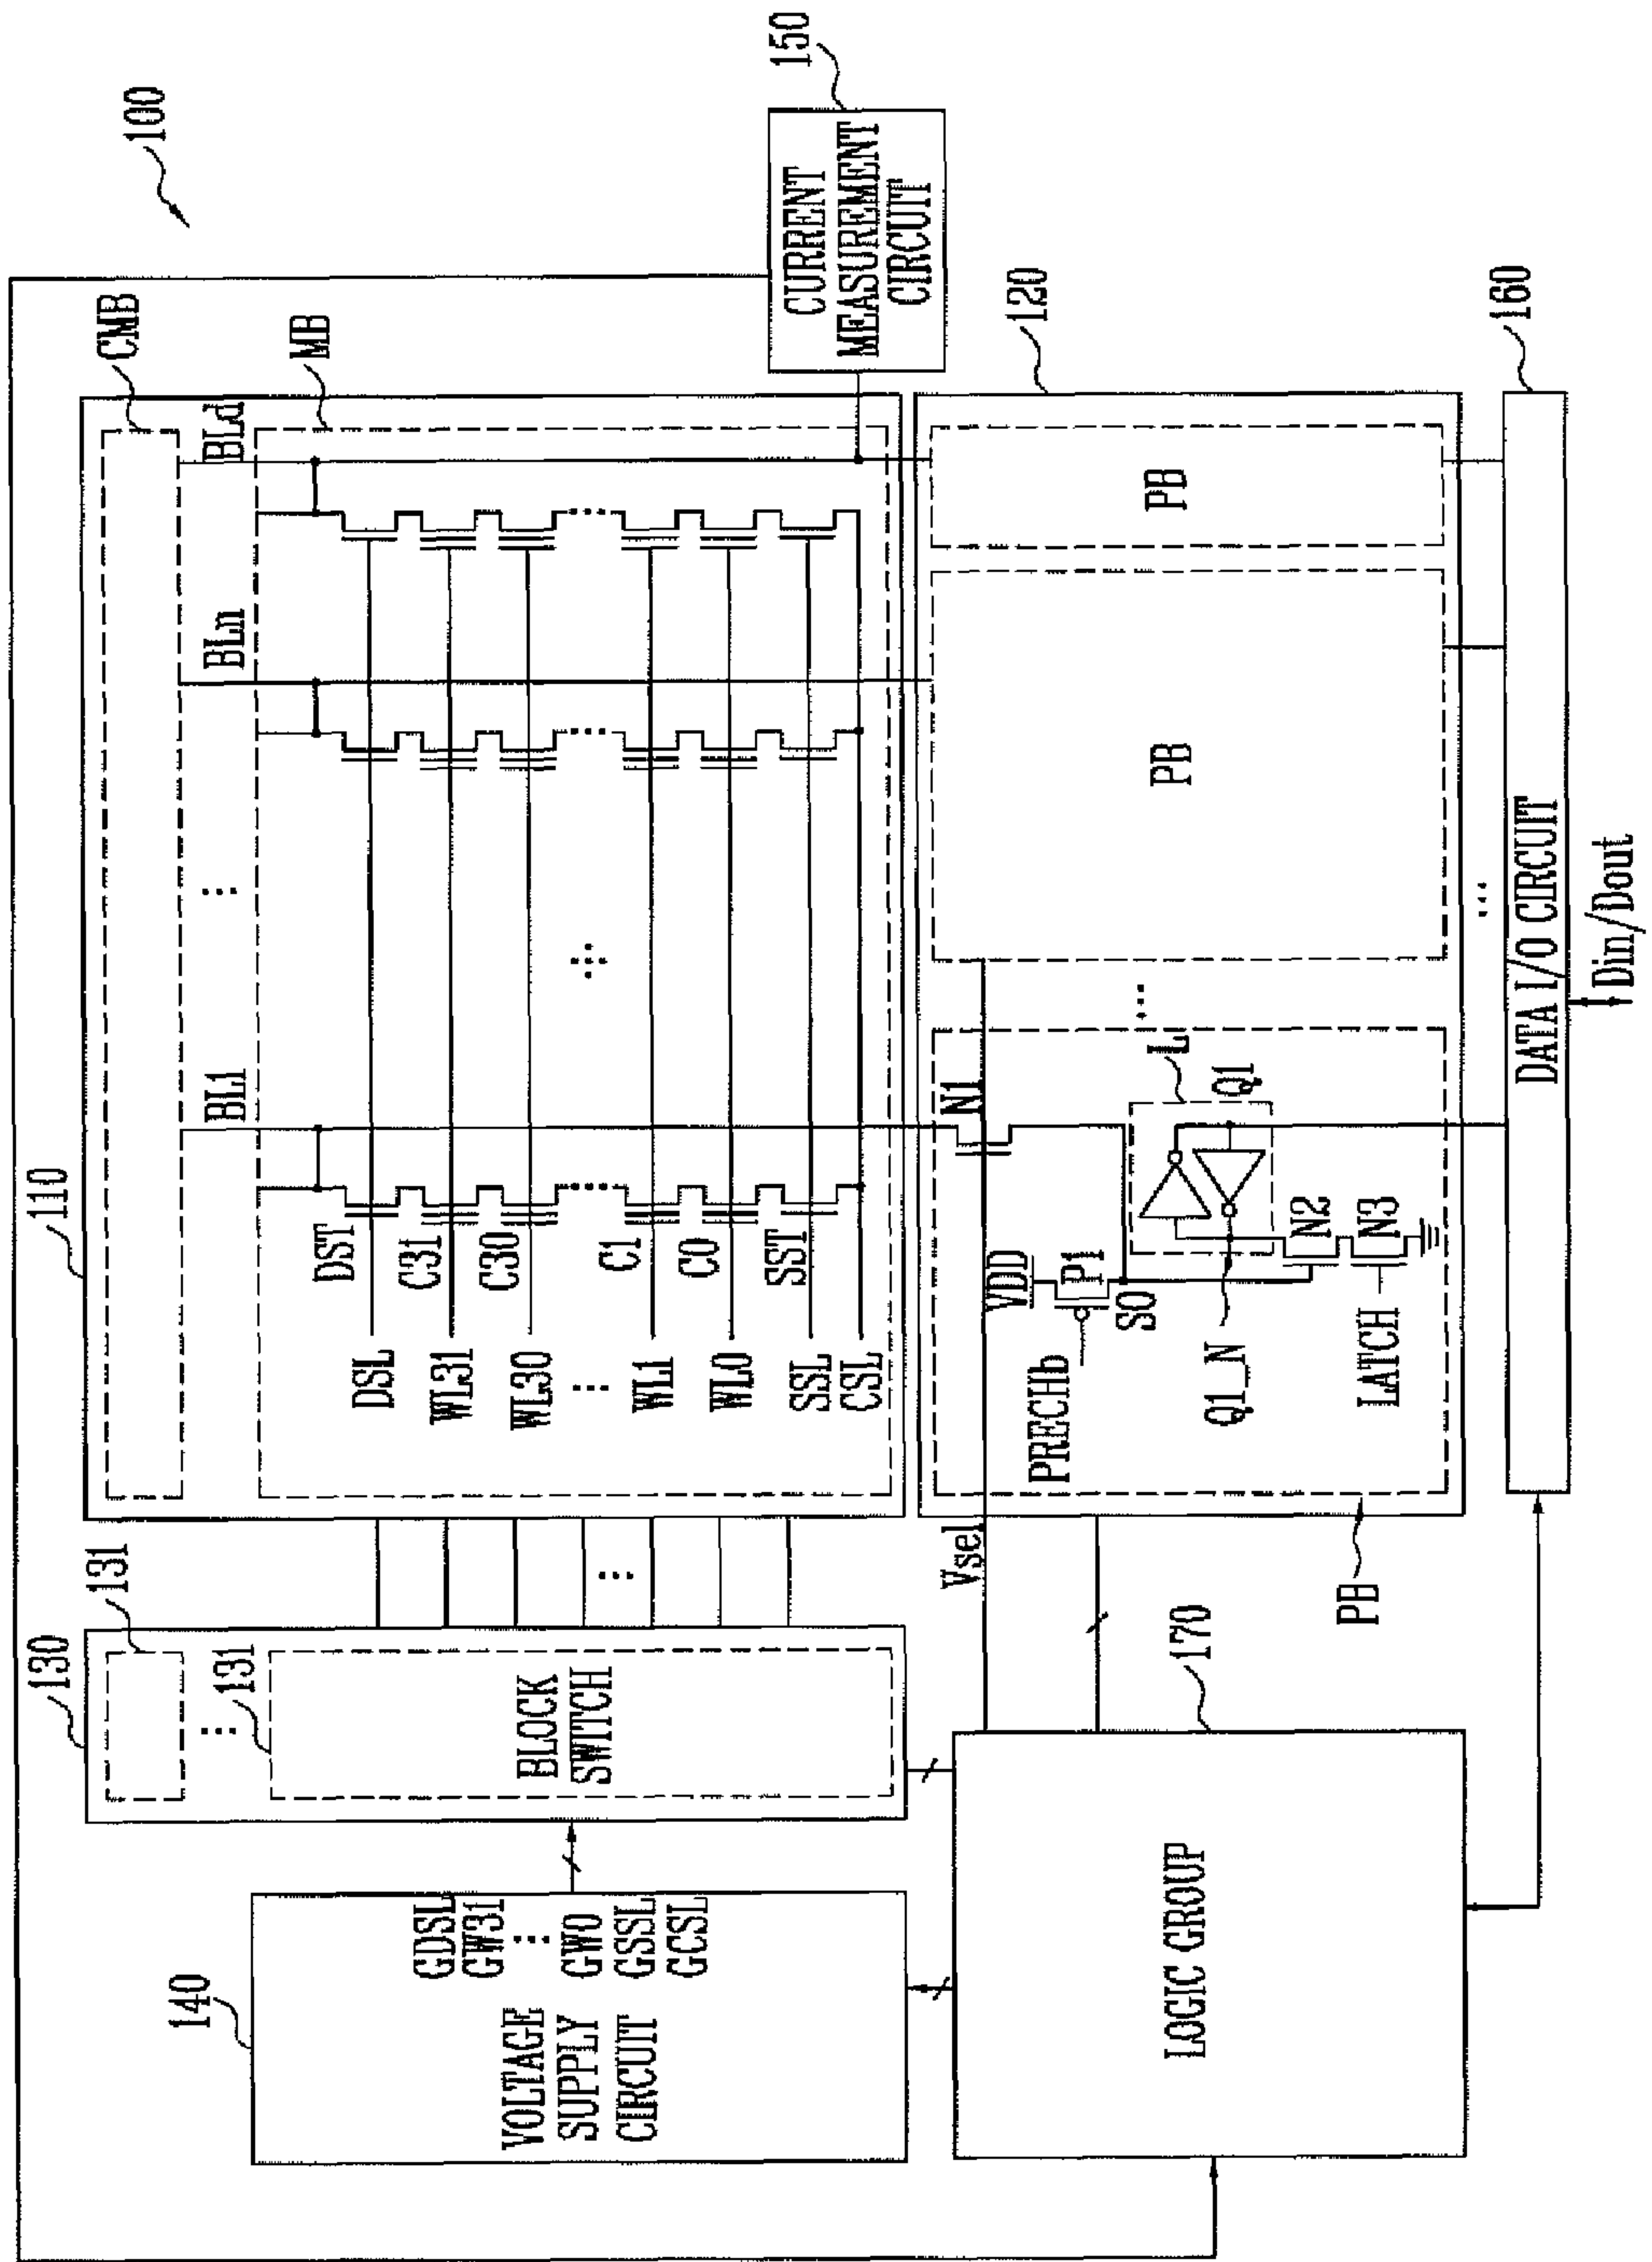 100
CMB
MB
BLd
BLn
BL1
110
DST
C31
C30
C1
C0
SST
DSL
WL31
WL30
WL1
WL0
SSL
CSL
150
CURRENT
MEASUREMENT
CIRCUIT
120
PB
PB
N1
L
Q1
N2
N3
VDD
P1
SO
PRECHb
Q1_N
LATCH
PB
Vsel
160
DATA I/O CIRCUIT
Din/Dout
130
131
131
BLOCK
SWITCH
140
VOLTAGE
SUPPLY
CIRCUIT
GDSL
GW31
GW0
GSSL
GCSL
170
LOGIC GROUP